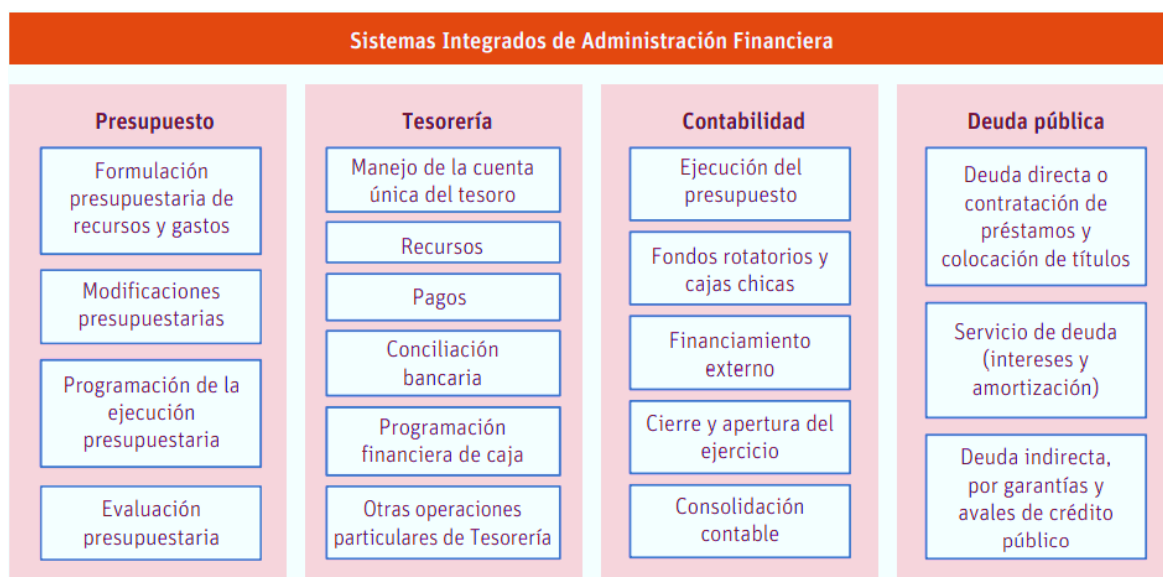 Sistemas Integrados de Administración Financiera
Presupuesto
Formulación
presupuestaria de
recursos y gastos
Modificaciones
presupuestarias
Programación de la
ejecución
presupuestaria
Evaluación
presupuestaria
Tesorería
Manejo de la cuenta
única del tesoro
Recursos
Pagos
Conciliación
bancaria
Programación
financiera de caja
Otras operaciones
particulares de Tesorería
Contabilidad
Ejecución del
presupuesto
Fondos rotatorios y
cajas chicas
Financiamiento
externo
Cierre y apertura del
ejercicio
Consolidación
contable
Deuda pública
Deuda directa o
contratación de
préstamos y
colocación de títulos
Servicio de deuda
(intereses y
amortización)
Deuda indirecta,
por garantías y
avales de crédito
público